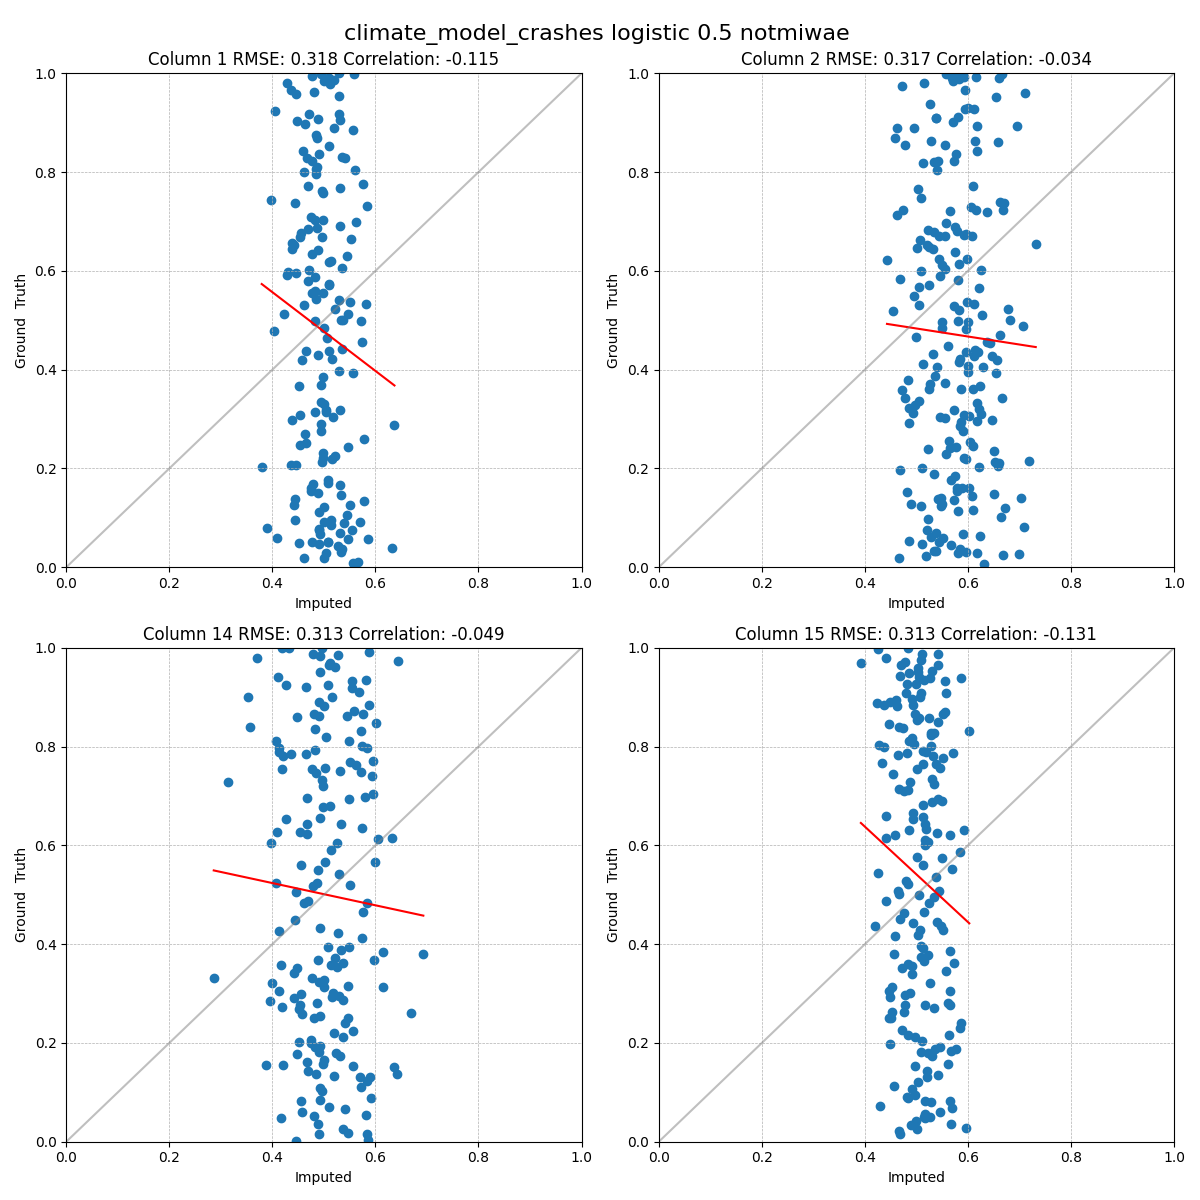 climate_model_crashes logistic 0.5 notmiwae
Column 1 RMSE: 0.318 Correlation: -0.115
Column 2 RMSE: 0.317 Correlation: -0.034
1.0
0.8
0.6
0.4
0.2
0.0
Ground Truth
0.0 0.2 0.4 0.6 0.8 1.0
Imputed
1.0
0.8
0.6
0.4
0.2
0.0
Ground Truth
0.0 0.2 0.4 0.6 0.8 1.0
Imputed
Column 14 RMSE: 0.313 Correlation: -0.049
Column 15 RMSE: 0.313 Correlation: -0.131
1.0
0.8
0.6
0.4
0.2
0.0
Ground Truth
0.0 0.2 0.4 0.6 0.8 1.0
Imputed
1.0
0.8
0.6
0.4
0.2
0.0
Ground Truth
0.0 0.2 0.4 0.6 0.8 1.0
Imputed